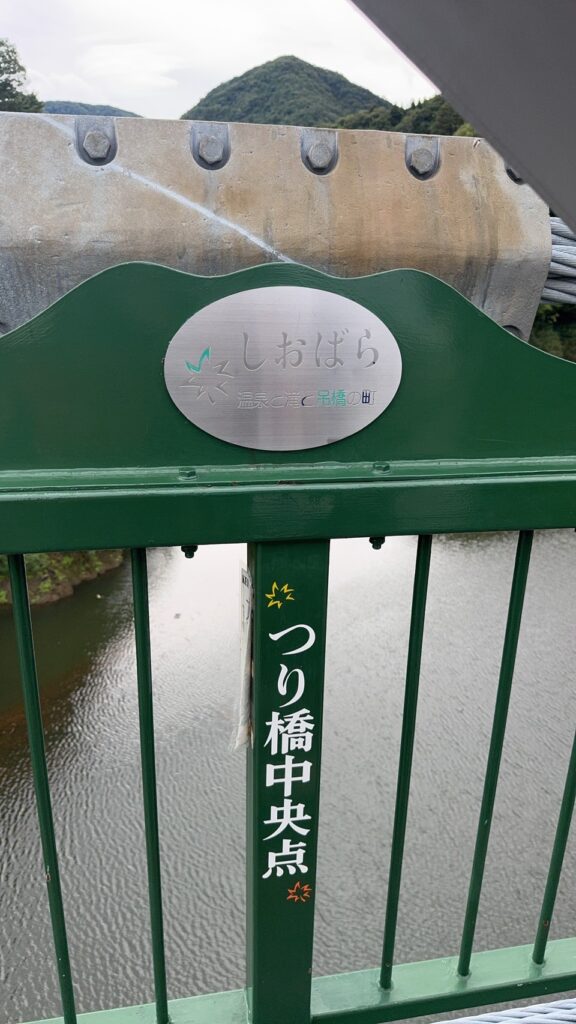 しおばら
温泉と滝と吊橋の町
つり橋中央点